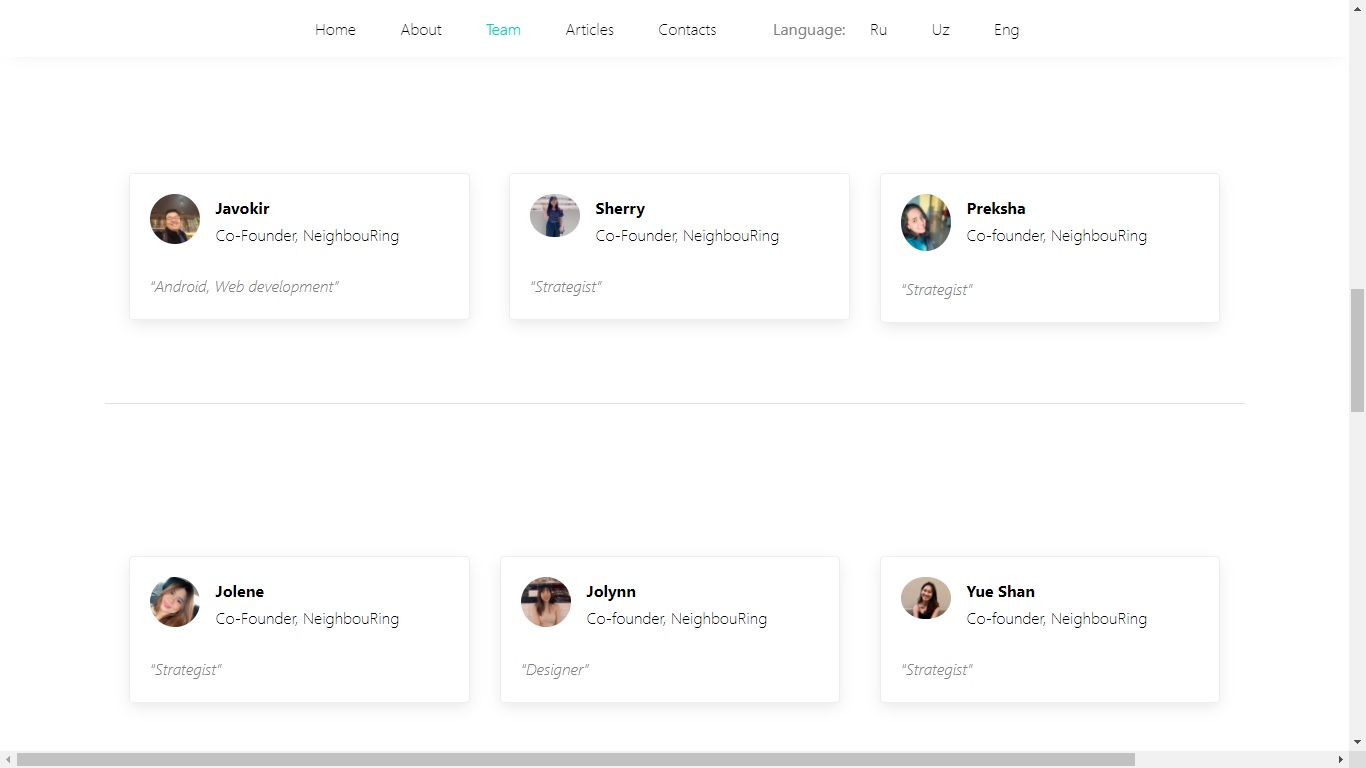 Home About Team Articles Contacts Language: Ru Uz Eng
Javokir
Co-Founder, NeighbouRing
"Android, Web development"
Sherry
Co-Founder, NeighbouRing
"Strategist"
Preksha
Co-founder, NeighbouRing
"Strategist"
Jolene
Co-Founder, NeighbouRing
"Strategist"
Jolynn
Co-founder, NeighbouRing
"Designer"
Yue Shan
Co-founder, NeighbouRing
"Strategist"